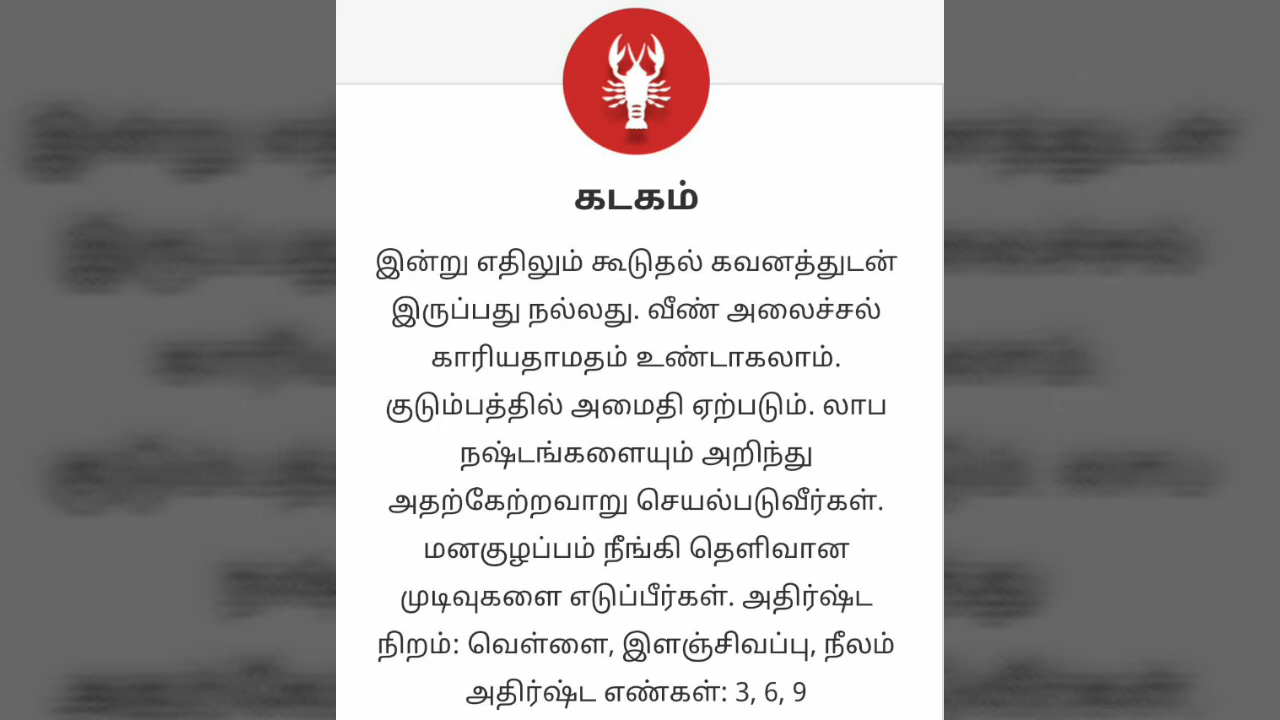 கடகம்
இன்று எதிலும் கூடுதல் கவனத்துடன்
இருப்பது நல்லது. வீண் அலைச்சல்
காரியதாமதம் உண்டாகலாம்.
குடும்பத்தில் அமைதி ஏற்படும். லாப
நஷ்டங்களையும் அறிந்து
அதற்கேற்றவாறு செயல்படுவீர்கள்.
மனகுழப்பம் நீங்கி தெளிவான
முடிவுகளை எடுப்பீர்கள். அதிர்ஷ்ட
நிறம்: வெள்ளை, இளஞ்சிவப்பு, நீலம்
அதிர்ஷ்ட எண்கள்: 3, 6, 9